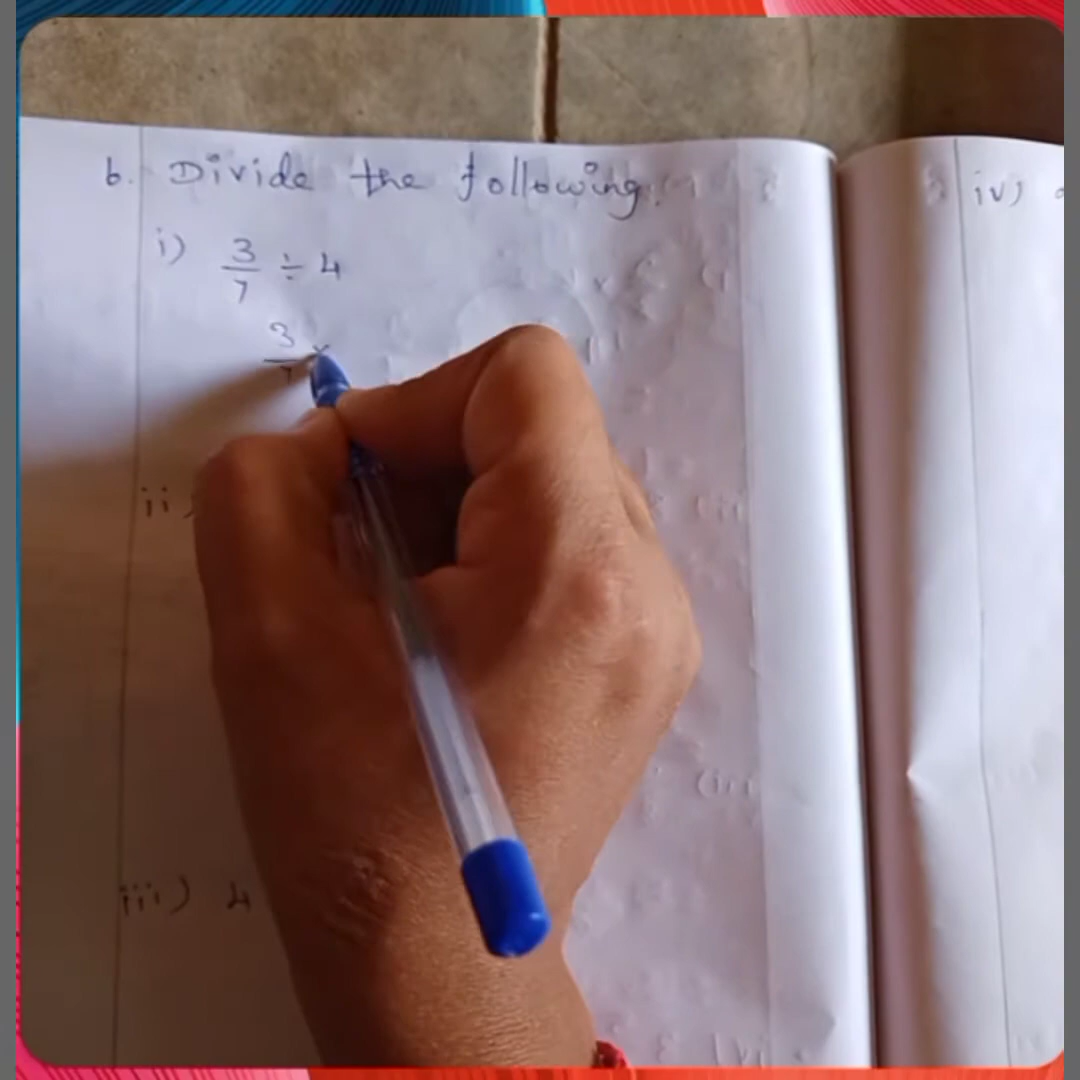 6. Divide the following.
i) 3/7 ÷ 4
3/7 ×
ii)
iii) 4
iv)